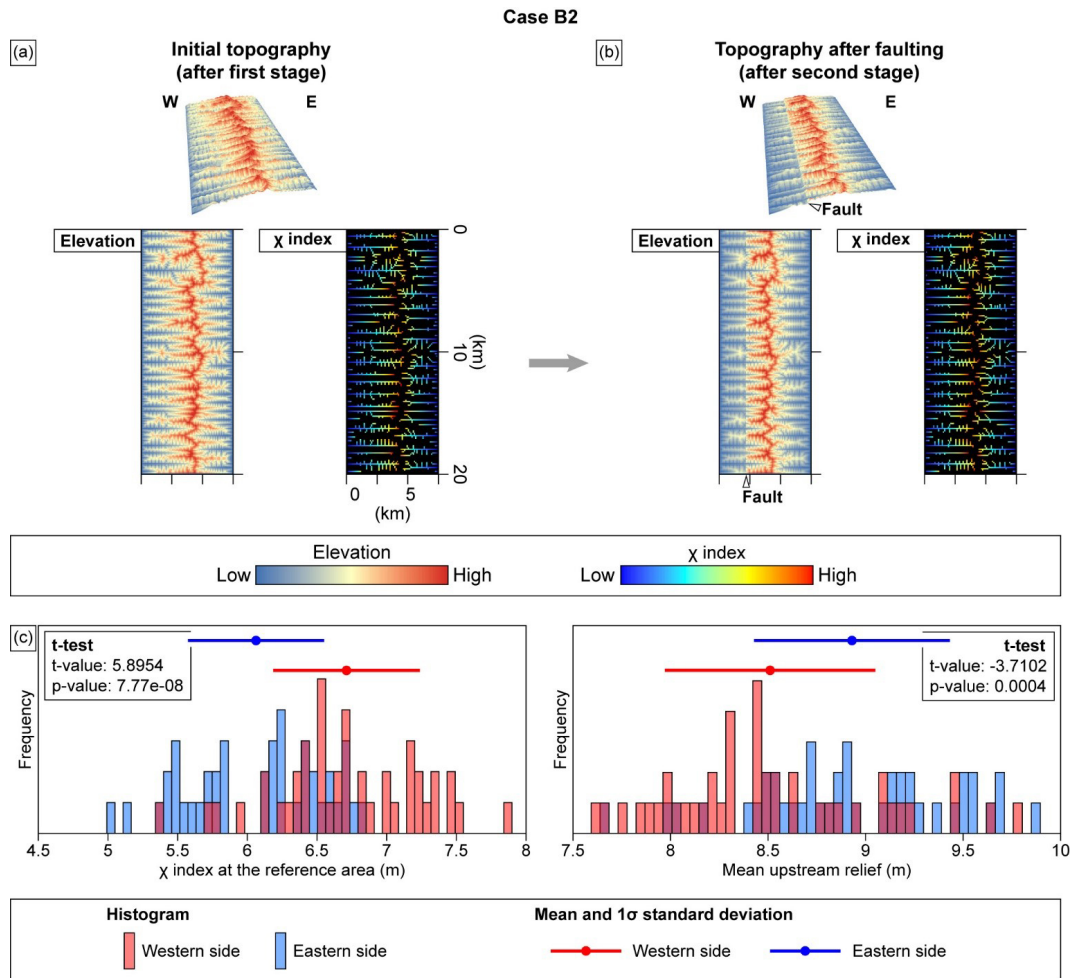 Case B2
(a)
Initial topography
(after first stage)
W
E
Elevation
χ index
0
10
20
(km)
0
5
(km)
(b)
Topography after faulting
(after second stage)
W
E
Fault
Elevation
χ index
Fault
Elevation
Low
High
χ index
Low
High
(c)
t-test
t-value: 5.8954
p-value: 7.77e-08
Frequency
4.5 5 5.5 6 6.5 7 7.5 8
χ index at the reference area (m)
t-test
t-value: -3.7102
p-value: 0.0004
Frequency
7.5 8 8.5 9 9.5 10
Mean upstream relief (m)
Histogram
Western side
Eastern side
Mean and 1σ standard deviation
Western side
Eastern side